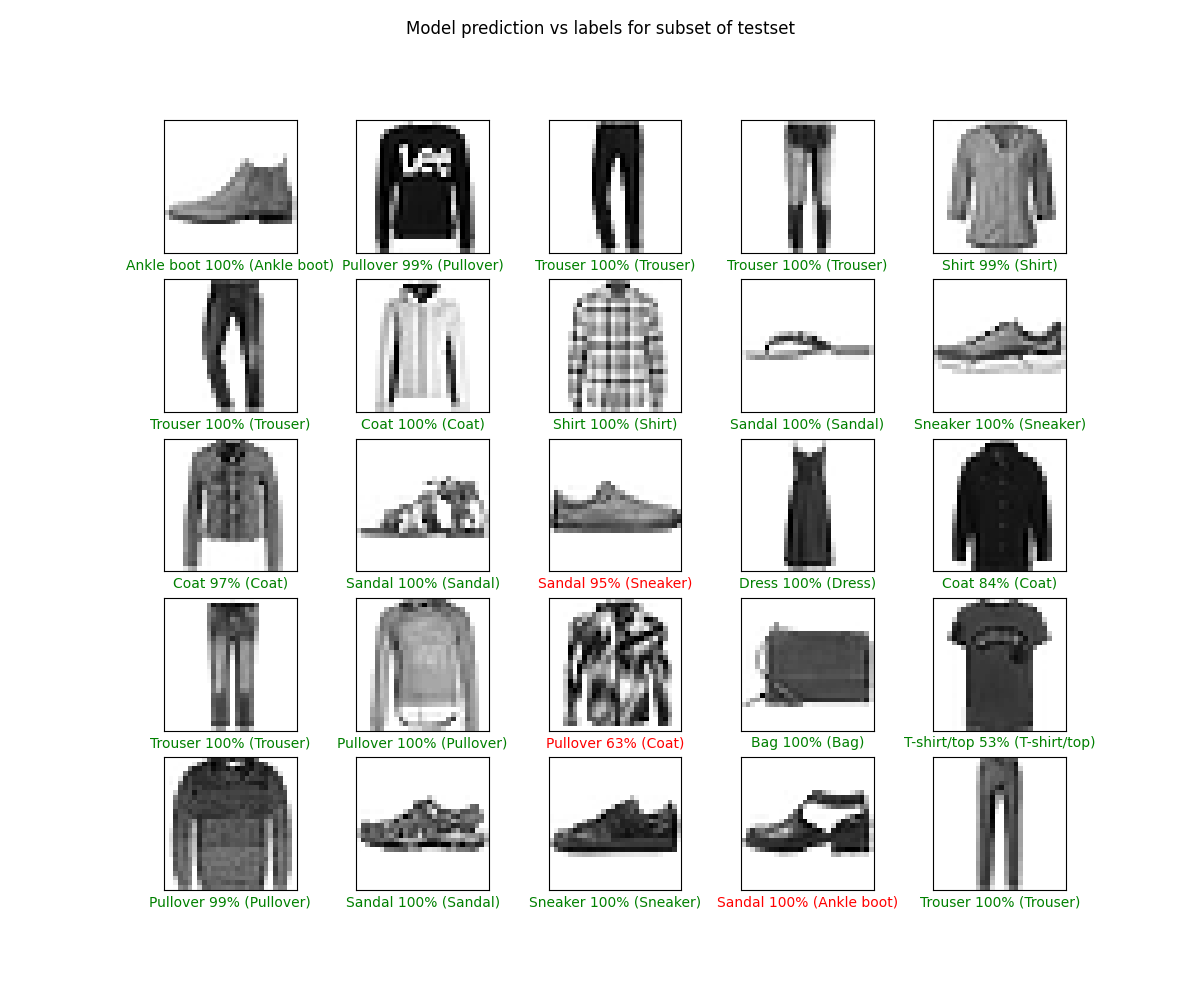 Model prediction vs labels for subset of testset
Lee
Ankle boot 100% (Ankle boot) Pullover 99% (Pullover) Trouser 100% (Trouser) Trouser 100% (Trouser) Shirt 99% (Shirt)
Trouser 100% (Trouser) Coat 100% (Coat) Shirt 100% (Shirt) Sandal 100% (Sandal) Sneaker 100% (Sneaker)
Coat 97% (Coat) Sandal 100% (Sandal) Sandal 95% (Sneaker) Dress 100% (Dress) Coat 84% (Coat)
Trouser 100% (Trouser) Pullover 100% (Pullover) Pullover 63% (Coat) Bag 100% (Bag) T-shirt/top 53% (T-shirt/top)
Pullover 99% (Pullover) Sandal 100% (Sandal) Sneaker 100% (Sneaker) Sandal 100% (Ankle boot) Trouser 100% (Trouser)